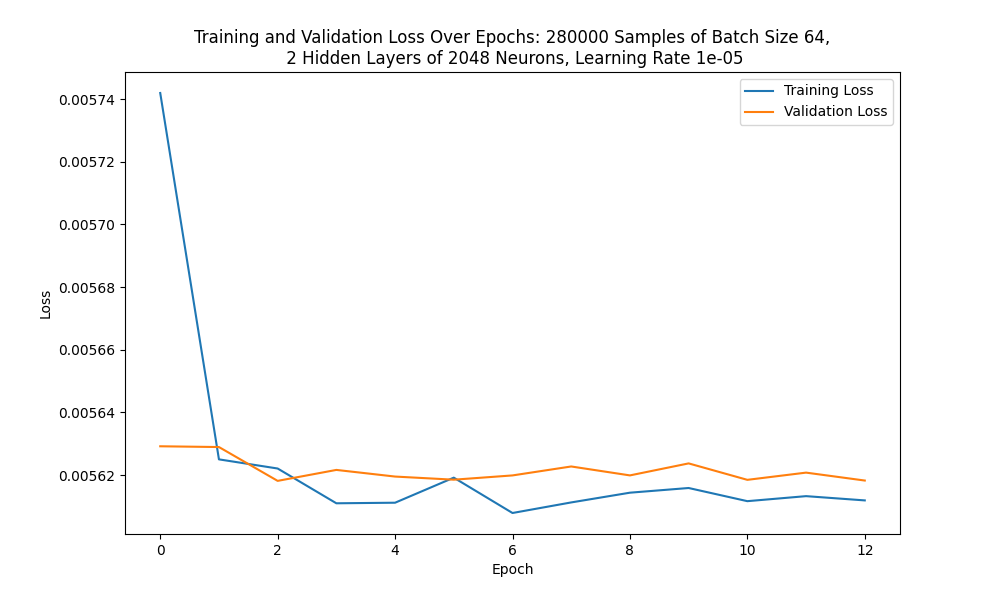 Training and Validation Loss Over Epochs: 280000 Samples of Batch Size 64,
2 Hidden Layers of 2048 Neurons, Learning Rate 1e-05
Training Loss
Validation Loss
0.00574
0.00572
0.00570
0.00568
0.00566
0.00564
0.00562
Loss
0 2 4 6 8 10 12
Epoch